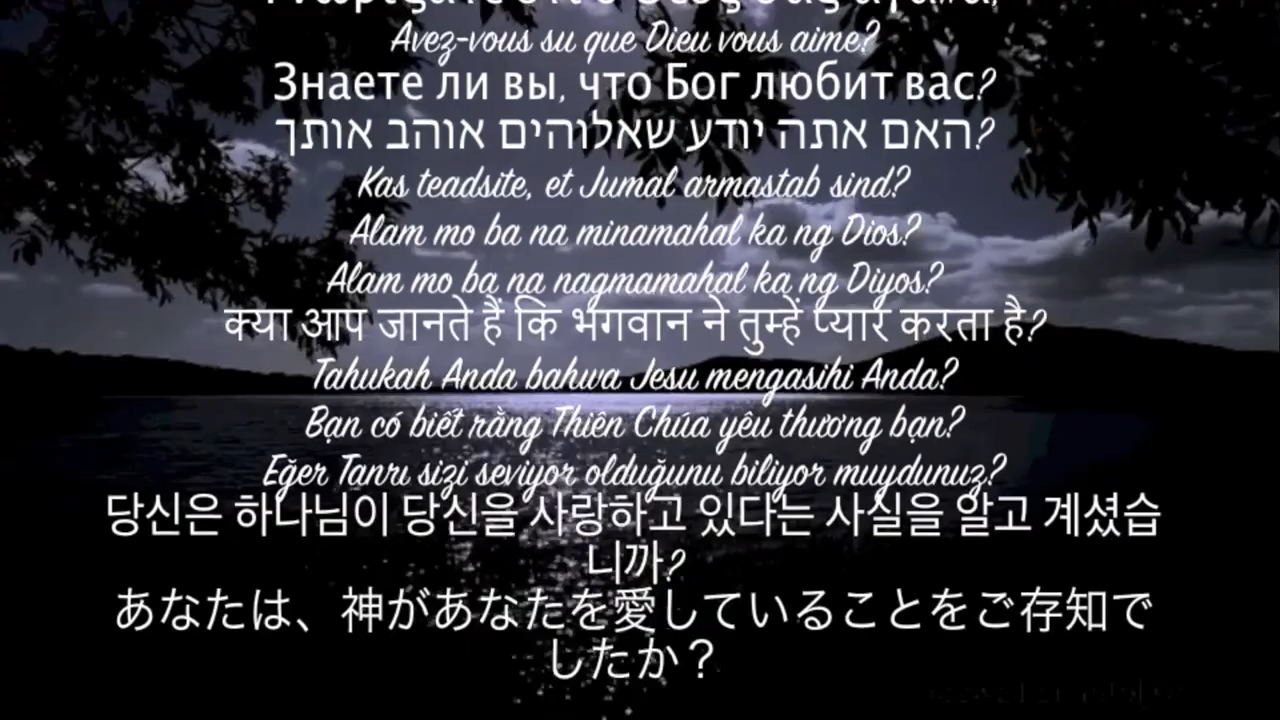 Avez-vous su que Dieu vous aime?
Знаете ли вы, что Бог любит вас?
האם אתה יודע שאלוהים אוהב אותך?
Kas teadsite, et Jumal armastab sind?
Alam mo ba na minamahal ka ng Dios?
Alam mo ba na nagmamahal ka ng Diyos?
क्या आप जानते हैं कि भगवान ने तुम्हें प्यार करता है?
Tahukah Anda bahwa Jesu mengasihi Anda?
Bạn có biết rằng Thiên Chúa yêu thương bạn?
Eğer Tanrı sizi seviyor olduğunu biliyor muydunuz?
당신은 하나님이 당신을 사랑하고 있다는 사실을 알고 계셨습
니까?
あなたは、神があなたを愛していることをご存知で
したか？